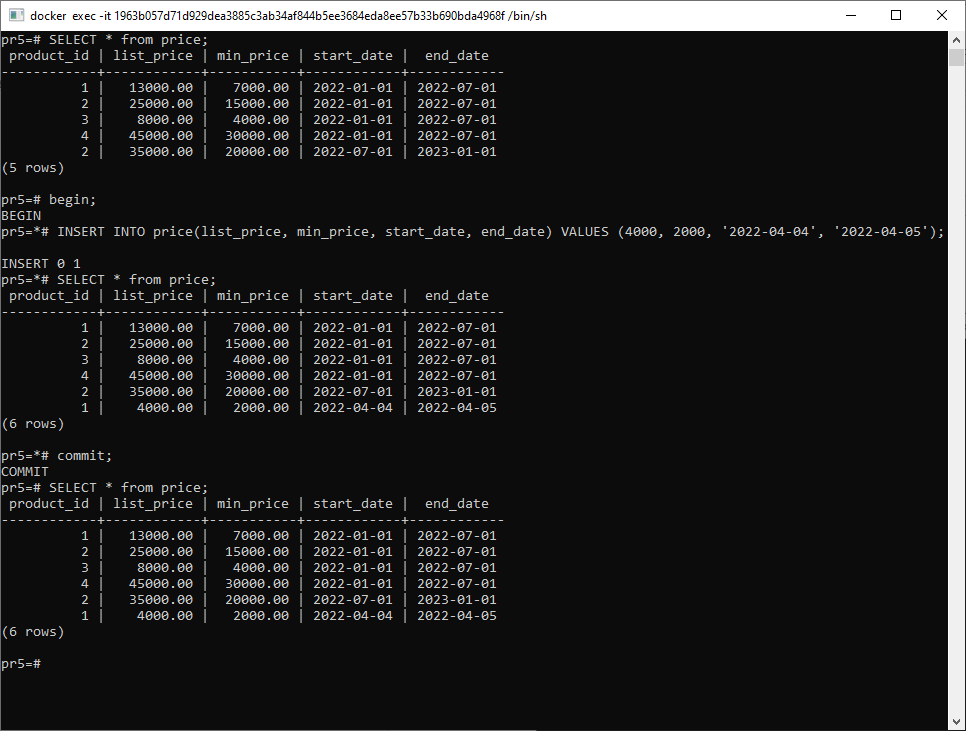 docker exec -it 1963b057d71d929dea3885c3ab34af844b5ee3684eda8ee57b33b690bda4968f /bin/sh
pr5=# SELECT * from price;
 product_id | list_price | min_price | start_date |  end_date
------------+------------+-----------+------------+------------
          1 |   13000.00 |   7000.00 | 2022-01-01 | 2022-07-01
          2 |   25000.00 |  15000.00 | 2022-01-01 | 2022-07-01
          3 |    8000.00 |   4000.00 | 2022-01-01 | 2022-07-01
          4 |   45000.00 |  30000.00 | 2022-01-01 | 2022-07-01
          2 |   35000.00 |  20000.00 | 2022-07-01 | 2023-01-01
(5 rows)
pr5=# begin;
BEGIN
pr5=*# INSERT INTO price(list_price, min_price, start_date, end_date) VALUES (4000, 2000, '2022-04-04', '2022-04-05');
INSERT 0 1
pr5=*# SELECT * from price;
 product_id | list_price | min_price | start_date |  end_date
------------+------------+-----------+------------+------------
          1 |   13000.00 |   7000.00 | 2022-01-01 | 2022-07-01
          2 |   25000.00 |  15000.00 | 2022-01-01 | 2022-07-01
          3 |    8000.00 |   4000.00 | 2022-01-01 | 2022-07-01
          4 |   45000.00 |  30000.00 | 2022-01-01 | 2022-07-01
          2 |   35000.00 |  20000.00 | 2022-07-01 | 2023-01-01
          1 |    4000.00 |   2000.00 | 2022-04-04 | 2022-04-05
(6 rows)
pr5=*# commit;
COMMIT
pr5=# SELECT * from price;
 product_id | list_price | min_price | start_date |  end_date
------------+------------+-----------+------------+------------
          1 |   13000.00 |   7000.00 | 2022-01-01 | 2022-07-01
          2 |   25000.00 |  15000.00 | 2022-01-01 | 2022-07-01
          3 |    8000.00 |   4000.00 | 2022-01-01 | 2022-07-01
          4 |   45000.00 |  30000.00 | 2022-01-01 | 2022-07-01
          2 |   35000.00 |  20000.00 | 2022-07-01 | 2023-01-01
          1 |    4000.00 |   2000.00 | 2022-04-04 | 2022-04-05
(6 rows)
pr5=#